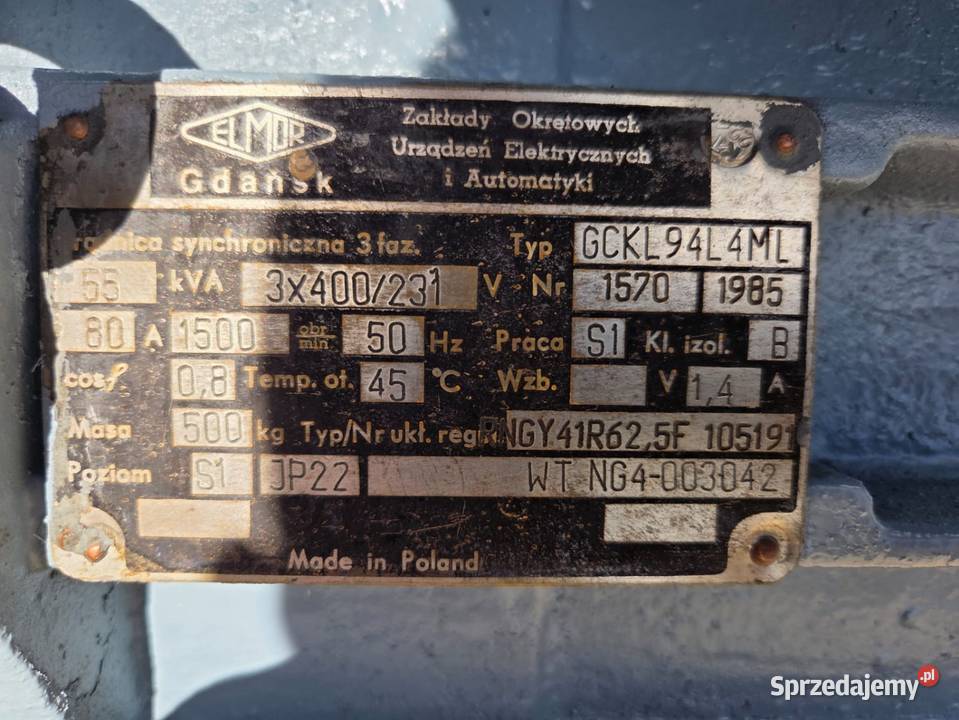 ELMOR
Gdańsk
Zakłady Okrętowych
Urządzeń Elektrycznych
i Automatyki
synchroniczna 3 faz. Typ GCKL94L4ML
55 kVA 3x400/231 V Nr 1570 1985
80 A 1500 obr/min 50 Hz Praca S1 Kl. izol. B
cosφ 0,8 Temp. ot. 45 °C Wzb. V 1,4 A
Masa 500 kg Typ/Nr ukł. reg. RNGY41R62,5F 105191
Poziom S1 JP22 WT NG4-003042
Made in Poland
Sprzedajemy.pl